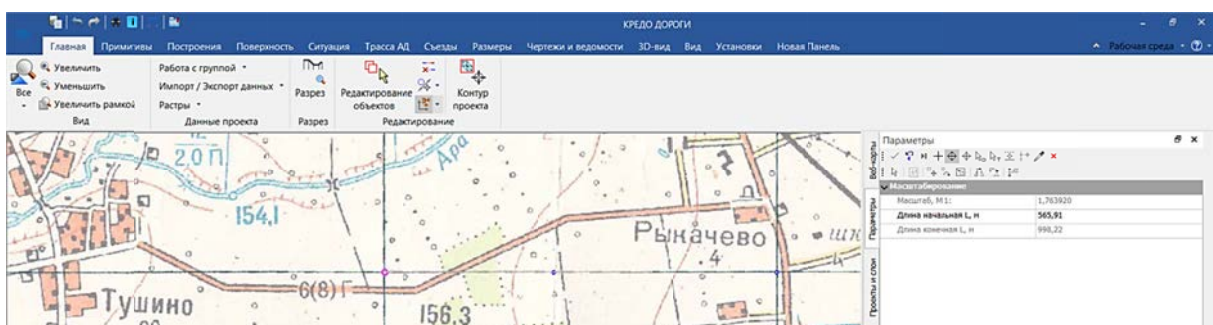 КРЕДО ДОРОГИ
Главная Примитивы Построения Поверхность Ситуация Трасса АД Съезды Размеры Чертежи и ведомости 3D-вид Вид Установки Новая Панель Рабочая среда
Все
Увеличить
Уменьшить
Увеличить рамкой
Вид
Работа с группой
Импорт / Экспорт данных
Растры
Данные проекта
Разрез
Разрез
Редактирование объектов
Контур проекта
Редактирование
12
2,0 П
154,1
Ара
Рыкачево
4
шк
6(8) Г
Тушино
156,3
Веб-карты
Параметры
Проекты и слои
Параметры
Масштабирование
Масштаб, М 1: 1,763920
Длина начальная L, м 565,91
Длина конечная L, м 998,22